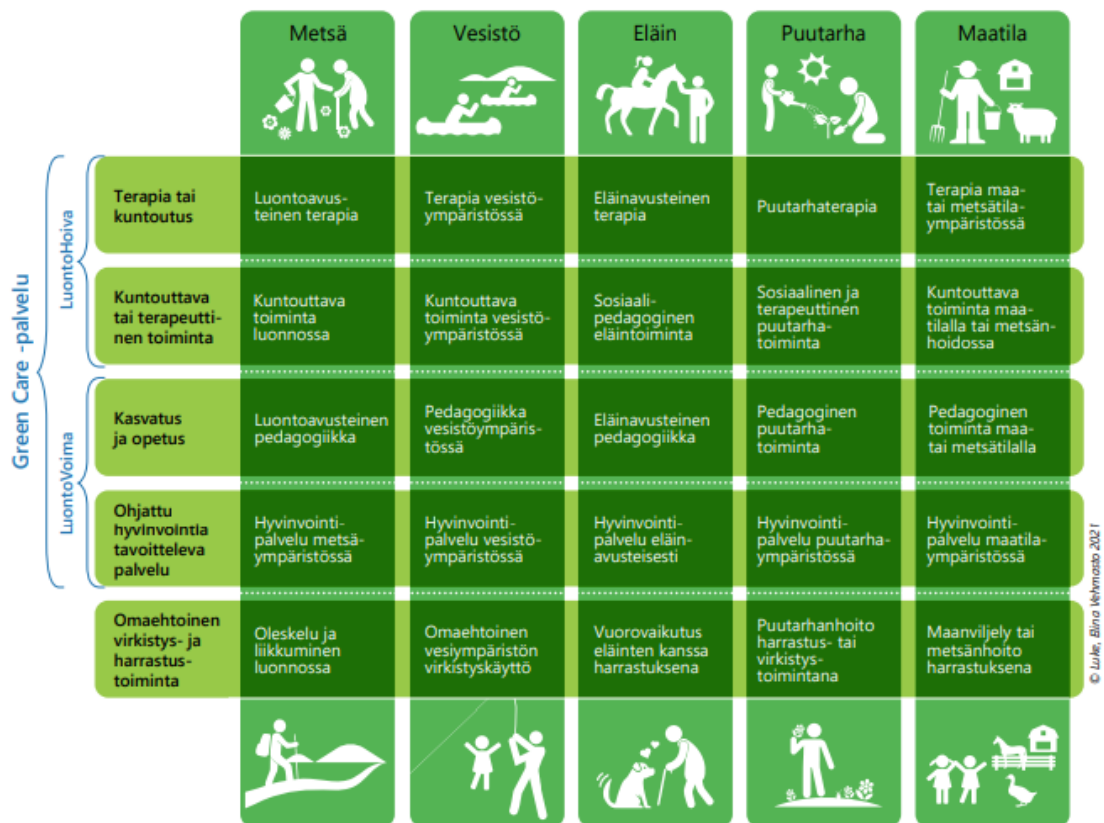 Metsä
Vesistö
Eläin
Puutarha
Maatila
Green Care -palvelu
LuontoHoiva
Terapia tai
kuntoutus
Luontoavus-
teinen terapia
Terapia vesistö-
ympäristössä
Eläinavusteinen
terapia
Puutarhaterapia
Terapia maa-
tai metsätila-
ympäristössä
Kuntouttava
tai terapeutti-
nen toiminta
Kuntouttava
toiminta
luonnossa
Kuntouttava
toiminta vesistö-
ympäristössä
Sosiaali-
pedagoginen
eläintoiminta
Sosiaalinen ja
terapeuttinen
puutarha-
toiminta
Kuntouttava
toiminta maa-
tilalla tai metsän-
hoidossa
LuontoVoima
Kasvatus
ja opetus
Luontoavusteinen
pedagogiikka
Pedagogiikka
vesistöympäris-
tössä
Eläinavusteinen
pedagogiikka
Pedagoginen
puutarha-
toiminta
Pedagoginen
toiminta maa-
tai metsätilalla
Ohjattu
hyvinvointia
tavoitteleva
palvelu
Hyvinvointi-
palvelu metsä-
ympäristössä
Hyvinvointi-
palvelu vesistö-
ympäristössä
Hyvinvointi-
palvelu eläin-
avusteisesti
Hyvinvointi-
palvelu puutarha-
ympäristössä
Hyvinvointi-
palvelu maatila-
ympäristössä
Omaehtoinen
virkistys- ja
harrastus-
toiminta
Oleskelu ja
liikkuminen
luonnossa
Omaehtoinen
vesiympäristön
virkistyskäyttö
Vuorovaikutus
eläinten kanssa
harrastuksena
Puutarhanhoito
harrastus- tai
virkistys-
toimintana
Maanviljely tai
metsänhoito
harrastuksena
© Luke, Elina Vehmasto 2021